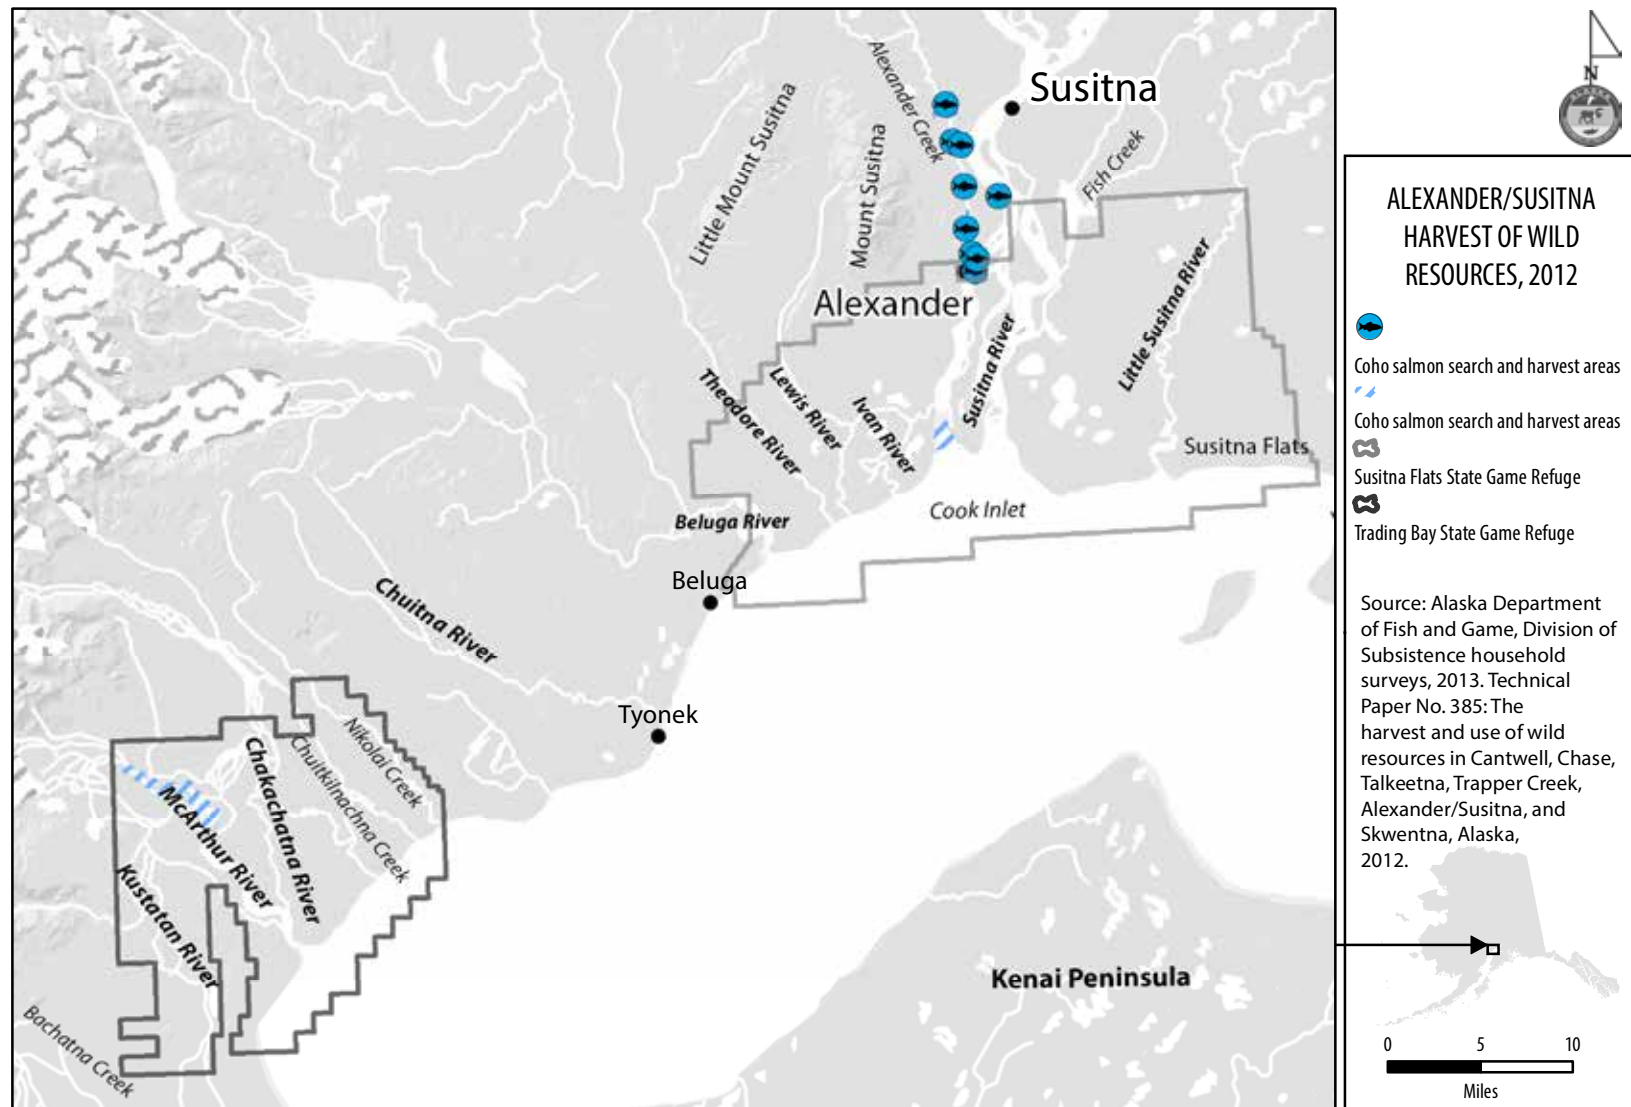 Susitna
Alexander Creek
Little Mount Susitna
Mount Susitna
Fish Creek
Little Susitna River
Alexander
Susitna River
Theodore River
Lewis River
Ivan River
Susitna Flats
Cook Inlet
Beluga River
Beluga
Chuitna River
Tyonek
Nikolai Creek
Chuitkilnachna Creek
Chakachatna River
McArthur River
Kustatan River
Bachatna Creek
Kenai Peninsula
N
ALASKA
ALEXANDER/SUSITNA
HARVEST OF WILD
RESOURCES, 2012
Coho salmon search and harvest areas
Coho salmon search and harvest areas
Susitna Flats State Game Refuge
Trading Bay State Game Refuge
Source: Alaska Department
of Fish and Game, Division of
Subsistence household
surveys, 2013. Technical
Paper No. 385: The
harvest and use of wild
resources in Cantwell, Chase,
Talkeetna, Trapper Creek,
Alexander/Susitna, and
Skwentna, Alaska,
2012.
0 5 10
Miles